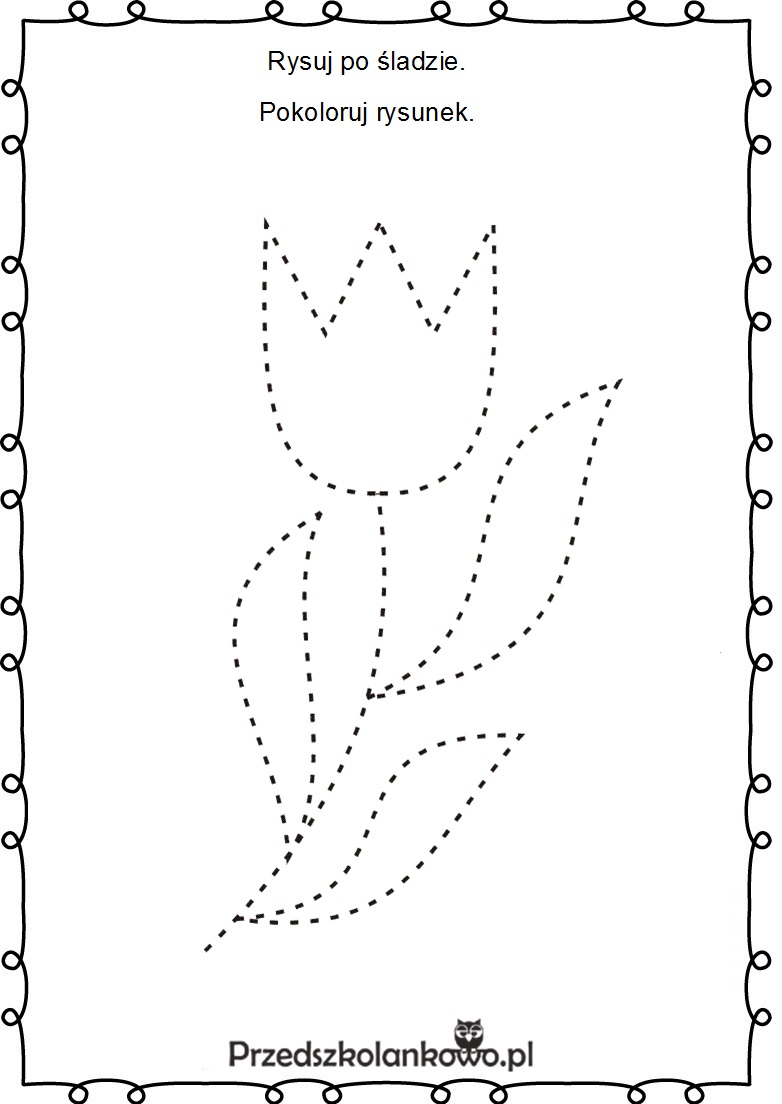 Rysuj po śladzie.
Pokoloruj rysunek.
Przedszkolankowo.pl